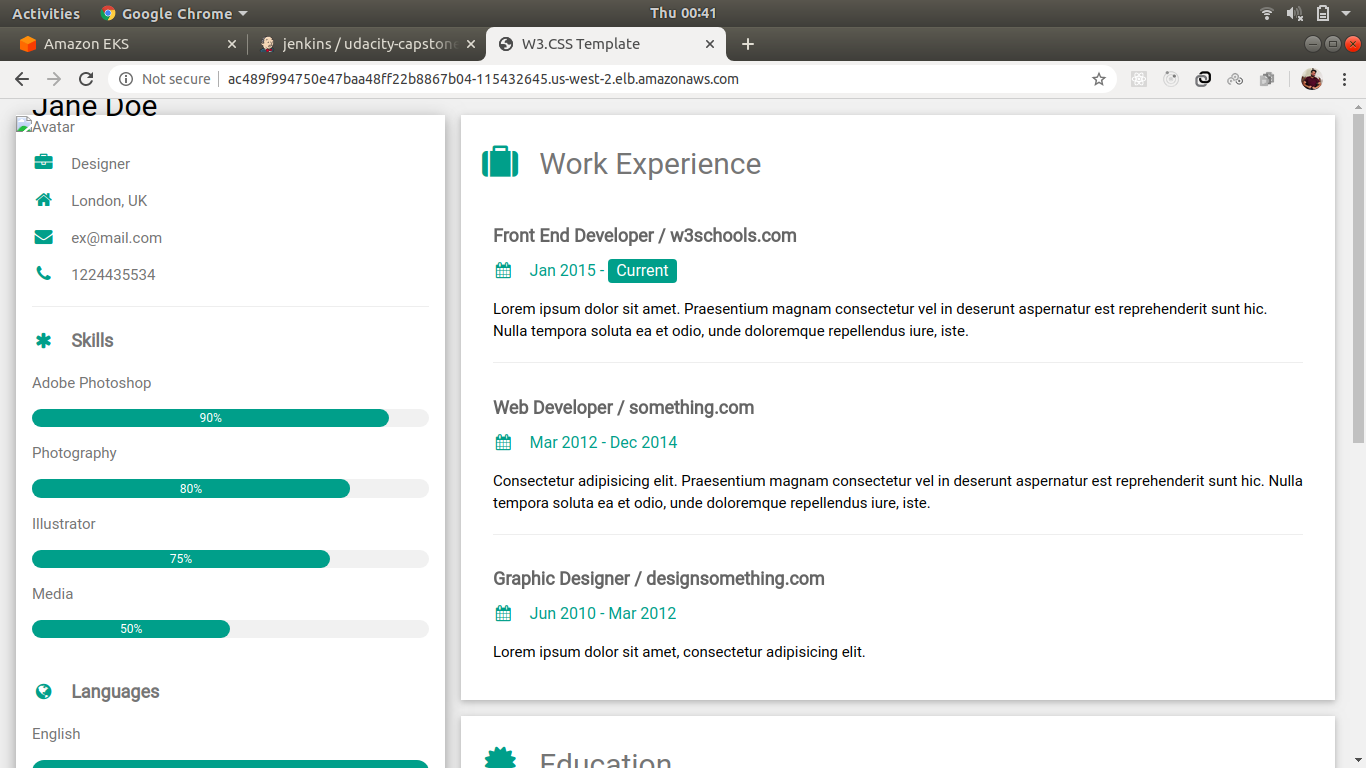 Activities
Google Chrome
Thu 00:41
Amazon EKS
jenkins / udacity-capstone
W3.CSS Template
Not secure
ac489f994750e47baa48ff22b8867b04-115432645.us-west-2.elb.amazonaws.com
Jane Doe
Avatar
Designer
London, UK
ex@mail.com
1224435534
Skills
Adobe Photoshop
90%
Photography
80%
Illustrator
75%
Media
50%
Languages
English
Work Experience
Front End Developer / w3schools.com
Jan 2015 - Current
Lorem ipsum dolor sit amet. Praesentium magnam consectetur vel in deserunt aspernatur est reprehenderit sunt hic.
Nulla tempora soluta ea et odio, unde doloremque repellendus iure, iste.
Web Developer / something.com
Mar 2012 - Dec 2014
Consectetur adipisicing elit. Praesentium magnam consectetur vel in deserunt aspernatur est reprehenderit sunt hic. Nulla
tempora soluta ea et odio, unde doloremque repellendus iure, iste.
Graphic Designer / designsomething.com
Jun 2010 - Mar 2012
Lorem ipsum dolor sit amet, consectetur adipisicing elit.
Education